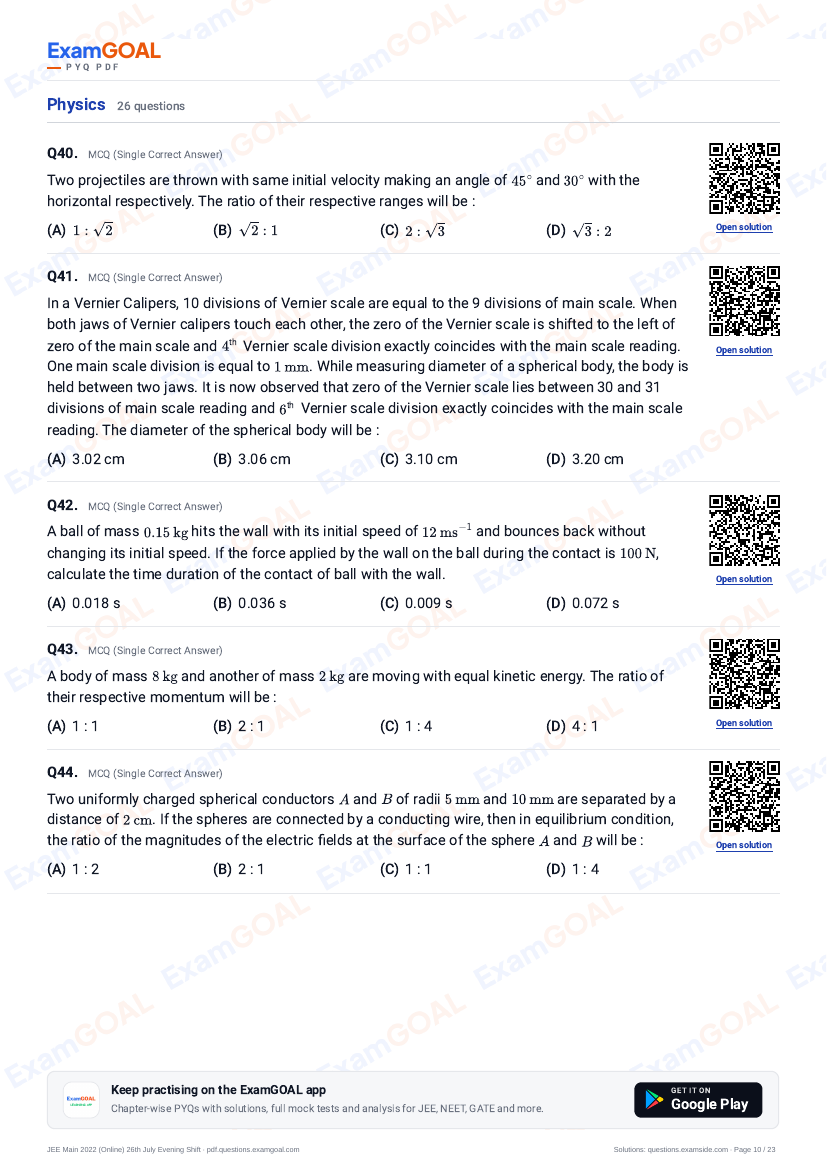 ExamGOAL
PYQ PDF
Physics 26 questions
Q40. MCQ (Single Correct Answer)
Two projectiles are thrown with same initial velocity making an angle of 45° and 30° with the
horizontal respectively. The ratio of their respective ranges will be :
(A) 1 : √2 (B) √2 : 1 (C) 2 : √3 (D) √3 : 2
Open solution
Q41. MCQ (Single Correct Answer)
In a Vernier Calipers, 10 divisions of Vernier scale are equal to the 9 divisions of main scale. When
both jaws of Vernier calipers touch each other, the zero of the Vernier scale is shifted to the left of
zero of the main scale and 4th Vernier scale division exactly coincides with the main scale reading.
One main scale division is equal to 1 mm. While measuring diameter of a spherical body, the body is
held between two jaws. It is now observed that zero of the Vernier scale lies between 30 and 31
divisions of main scale reading and 6th Vernier scale division exactly coincides with the main scale
reading. The diameter of the spherical body will be :
(A) 3.02 cm (B) 3.06 cm (C) 3.10 cm (D) 3.20 cm
Open solution
Q42. MCQ (Single Correct Answer)
A ball of mass 0.15 kg hits the wall with its initial speed of 12 ms⁻¹ and bounces back without
changing its initial speed. If the force applied by the wall on the ball during the contact is 100 N,
calculate the time duration of the contact of ball with the wall.
(A) 0.018 s (B) 0.036 s (C) 0.009 s (D) 0.072 s
Open solution
Q43. MCQ (Single Correct Answer)
A body of mass 8 kg and another of mass 2 kg are moving with equal kinetic energy. The ratio of
their respective momentum will be :
(A) 1 : 1 (B) 2 : 1 (C) 1 : 4 (D) 4 : 1
Open solution
Q44. MCQ (Single Correct Answer)
Two uniformly charged spherical conductors A and B of radii 5 mm and 10 mm are separated by a
distance of 2 cm. If the spheres are connected by a conducting wire, then in equilibrium condition,
the ratio of the magnitudes of the electric fields at the surface of the sphere A and B will be :
(A) 1 : 2 (B) 2 : 1 (C) 1 : 1 (D) 1 : 4
Open solution
ExamGOAL
Keep practising on the ExamGOAL app
Chapter-wise PYQs with solutions, full mock tests and analysis for JEE, NEET, GATE and more.
GET IT ON
Google Play
JEE Main 2022 (Online) 26th July Evening Shift · pdf.questions.examgoal.com
Solutions: questions.examside.com · Page 10 / 23